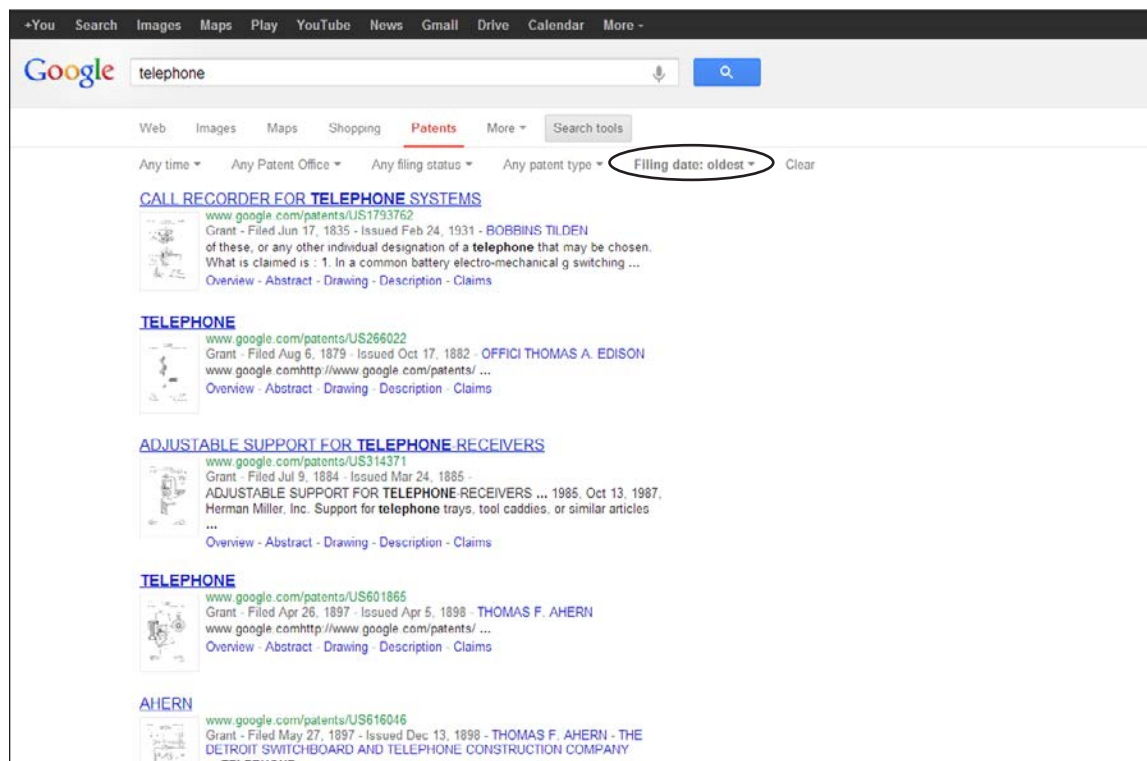 +You Search Images Maps Play YouTube News Gmail Drive Calendar More
Google telephone
Web Images Maps Shopping Patents More Search tools
Any time Any Patent Office Any filing status Any patent type Filing date: oldest Clear
CALL RECORDER FOR TELEPHONE SYSTEMS
www.google.com/patents/US1793762
Grant - Filed Jun 17, 1835 - Issued Feb 24, 1931 - BOBBINS TILDEN
of these, or any other individual designation of a telephone that may be chosen.
What is claimed is : 1. In a common battery electro-mechanical g switching ...
Overview - Abstract - Drawing - Description - Claims
TELEPHONE
www.google.com/patents/US266022
Grant - Filed Aug 6, 1879 - Issued Oct 17, 1882 - OFFICI THOMAS A. EDISON
www.google.comhttp://www.google.com/patents/ ...
Overview - Abstract - Drawing - Description - Claims
ADJUSTABLE SUPPORT FOR TELEPHONE-RECEIVERS
www.google.com/patents/US314371
Grant - Filed Jul 9, 1884 - Issued Mar 24, 1885 -
ADJUSTABLE SUPPORT FOR TELEPHONE-RECEIVERS ... 1985, Oct 13, 1987,
Herman Miller, Inc. Support for telephone trays, tool caddies, or similar articles
...
Overview - Abstract - Drawing - Description - Claims
TELEPHONE
www.google.com/patents/US601865
Grant - Filed Apr 26, 1897 - Issued Apr 5, 1898 - THOMAS F. AHERN
www.google.comhttp://www.google.com/patents/ ...
Overview - Abstract - Drawing - Description - Claims
AHERN
www.google.com/patents/US616046
Grant - Filed May 27, 1897 - Issued Dec 13, 1898 - THOMAS F. AHERN - THE
DETROIT SWITCHBOARD AND TELEPHONE CONSTRUCTION COMPANY